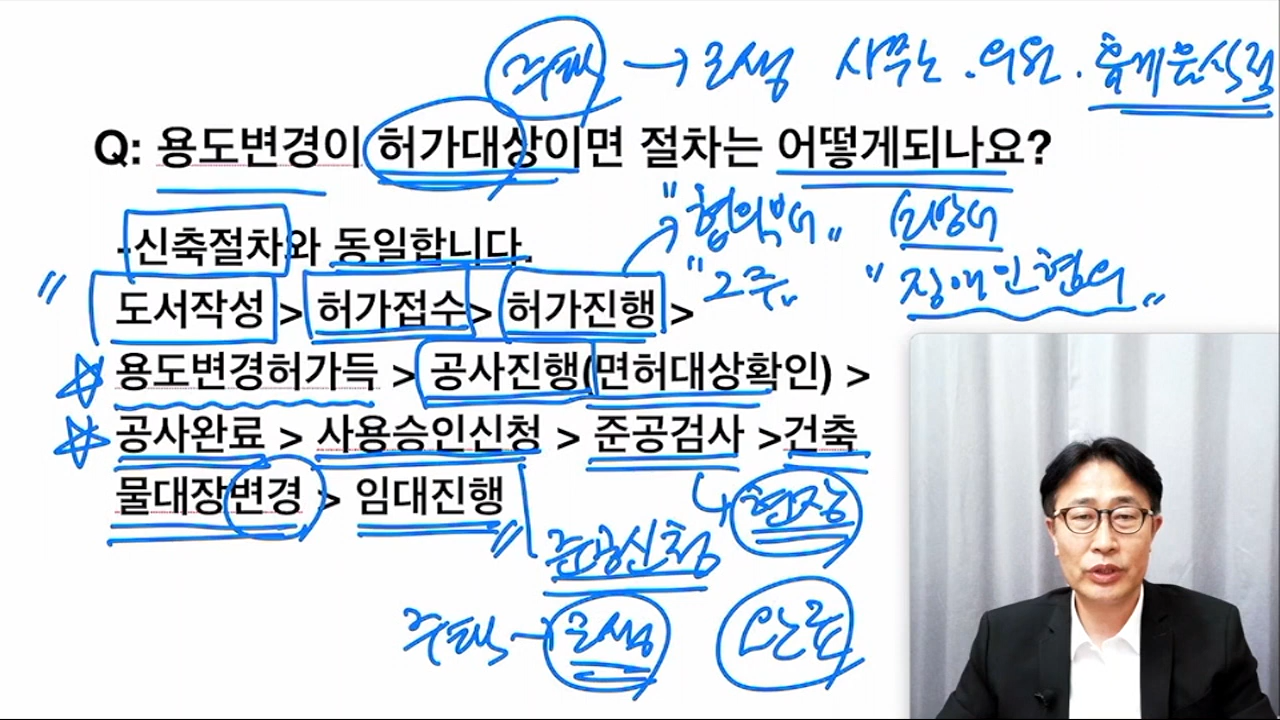 주택 → 근생 사무소 . 의원 . 휴게음식점
Q: 용도변경이 허가대상이면 절차는 어떻게되나요?
"협의부서" 소방서
-신축절차와 동일합니다.
"2주" "장애인협의"
도서작성 > 허가접수> 허가진행 >
용도변경허가득 > 공사진행(면허대상확인) >
공사완료 > 사용승인신청 > 준공검사 >건축
물대장변경 > 임대진행
현장
준공신청
주택 → 근생 완료